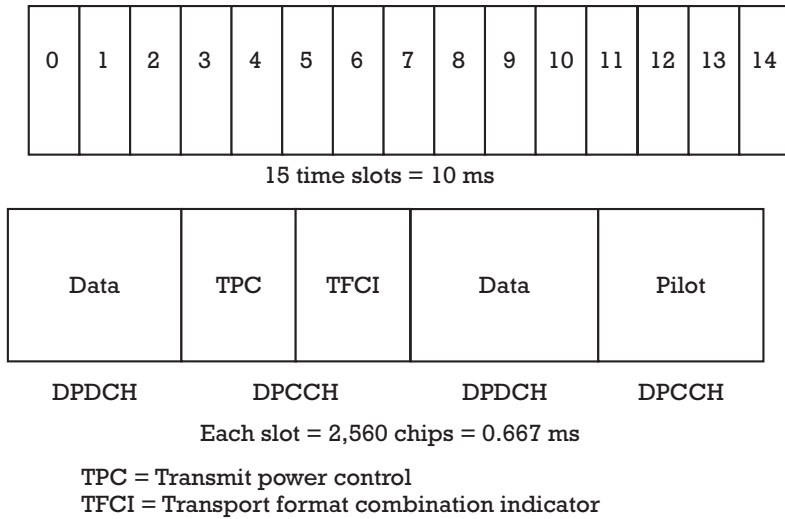 0 1 2 3 4 5 6 7 8 9 10 11 12 13 14
15 time slots = 10 ms
Data TPC TFCI Data Pilot
DPDCH DPCCH DPDCH DPCCH
Each slot = 2,560 chips = 0.667 ms
TPC = Transmit power control
TFCI = Transport format combination indicator